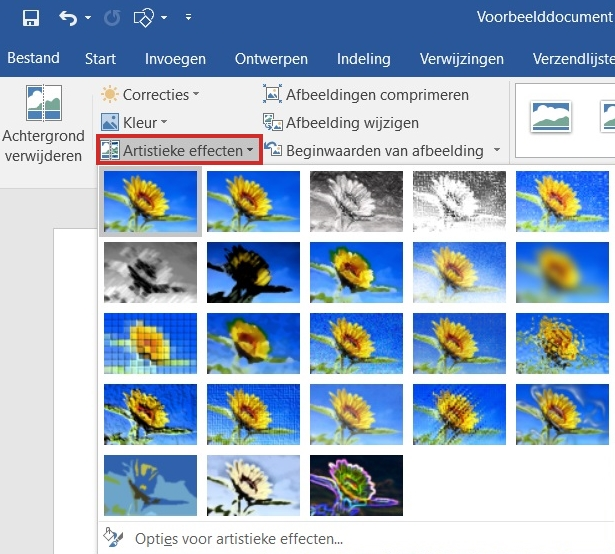 Voorbeelddocument
Bestand Start Invoegen Ontwerpen Indeling Verwijzingen Verzendlijste
Achtergrond
verwijderen
Correcties
Kleur
Artistieke effecten
Afbeeldingen comprimeren
Afbeelding wijzigen
Beginwaarden van afbeelding
Opties voor artistieke effecten...